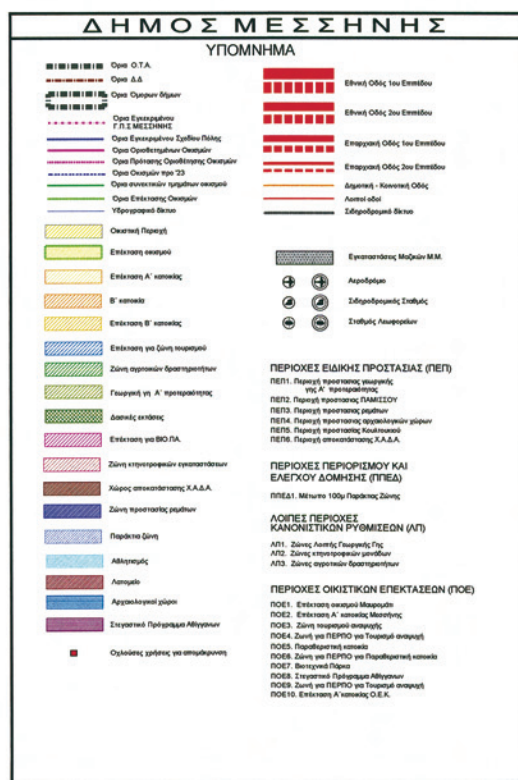 ΔΗΜΟΣ ΜΕΣΣΗΝΗΣ
ΥΠΟΜΝΗΜΑ
Όρια Ο.Τ.Α.
Όρια Δ.Δ
Όρια Όμορων δήμων
Όρια Εγκεκριμένου
Γ.Π.Σ ΜΕΣΣΗΝΗΣ
Όρια Εγκεκριμένου Σχεδίου Πόλης
Όρια Οριοθετημένων Οικισμών
Όρια Πρότασης Οριοθέτησης Οικισμών
Όρια Οικισμών προ '23
Όρια συνεκτικών τμημάτων οικισμού
Όρια Επέκτασης Οικισμών
Υδρογραφικό δίκτυο
Οικιστική Περιοχή
Επέκταση οικισμού
Επέκταση Α΄ κατοικίας
Β΄ κατοικία
Επέκταση Β΄ κατοικίας
Επέκταση για ζώνη τουρισμού
Ζώνη αγροτικών δραστηριοτήτων
Γεωργική γη Α΄ προτεραιότητας
Δασικές εκτάσεις
Επέκταση για ΒΙΟ.ΠΑ.
Ζώνη κτηνοτροφικών εγκαταστάσεων
Χώρος αποκατάστασης Χ.Α.Δ.Α.
Ζώνη προστασίας ρεμάτων
Παράκτια ζώνη
Αθλητισμός
Λατομείο
Αρχαιολογικοί χώροι
Στεγαστικό Πρόγραμμα Αθίγγανων
Οχλούσες χρήσεις για απομάκρυνση
Εθνική Οδός 1ου Επιπέδου
Εθνική Οδός 2ου Επιπέδου
Επαρχιακή Οδός 1ου Επιπέδου
Επαρχιακή Οδός 2ου Επιπέδου
Δημοτική - Κοινοτική Οδός
Λοιποί οδοί
Σιδηροδρομικό δίκτυο
Εγκαταστάσεις Μαζικών Μ.Μ.
Αεροδρόμιο
Σιδηροδρομικός Σταθμός
Σταθμός Λεωφορείων
ΠΕΡΙΟΧΕΣ ΕΙΔΙΚΗΣ ΠΡΟΣΤΑΣΙΑΣ (ΠΕΠ)
ΠΕΠ1. Περιοχή προστασιας γεωργικής
γης Α' προτεραιότητας
ΠΕΠ2. Περιοχή προστασιας ΠΑΜΙΣΣΟΥ
ΠΕΠ3. Περιοχή προστασιας ρεμάτων
ΠΕΠ4. Περιοχή προστασιας αρχαιολογικών χώρων
ΠΕΠ5. Περιοχή προστασιας Κουλτουκιού
ΠΕΠ6. Περιοχή αποκατάστασης Χ.Α.Δ.Α.
ΠΕΡΙΟΧΕΣ ΠΕΡΙΟΡΙΣΜΟΥ ΚΑΙ
ΕΛΕΓΧΟΥ ΔΟΜΗΣΗΣ (ΠΠΕΔ)
ΠΠΕΔ1. Μέτωπο 100μ Παράκτιας Ζώνης
ΛΟΙΠΕΣ ΠΕΡΙΟΧΕΣ
ΚΑΝΟΝΙΣΤΙΚΩΝ ΡΥΘΜΙΣΕΩΝ (ΛΠ)
ΛΠ1. Ζώνες Λοιπής Γεωργικής Γης
ΛΠ2. Ζώνες κτηνοτροφικών μονάδων
ΛΠ3. Ζώνες αγροτικών δραστηριοτήτων
ΠΕΡΙΟΧΕΣ ΟΙΚΙΣΤΙΚΩΝ ΕΠΕΚΤΑΣΕΩΝ (ΠΟΕ)
ΠΟΕ1. Επέκταση οικισμού Μαυρομάτι
ΠΟΕ2. Επέκταση Α΄ κατοικίας Μεσσήνης
ΠΟΕ3. Ζώνη τουρισμού αναψυχής
ΠΟΕ4. Ζωνή για ΠΕΡΠΟ για Τουρισμό αναψυχή
ΠΟΕ5. Παραθεριστική κατοικία
ΠΟΕ6. Ζώνη για ΠΕΡΠΟ για Παραθεριστική κατοικία
ΠΟΕ7. Βιοτεχνικά Πάρκα
ΠΟΕ8. Στεγαστικό Πρόγραμμα Αθίγγανων
ΠΟΕ9. Ζωνή για ΠΕΡΠΟ για Τουρισμό αναψυχή
ΠΟΕ10. Επέκταση Α΄κατοικίας Ο.Ε.Κ.